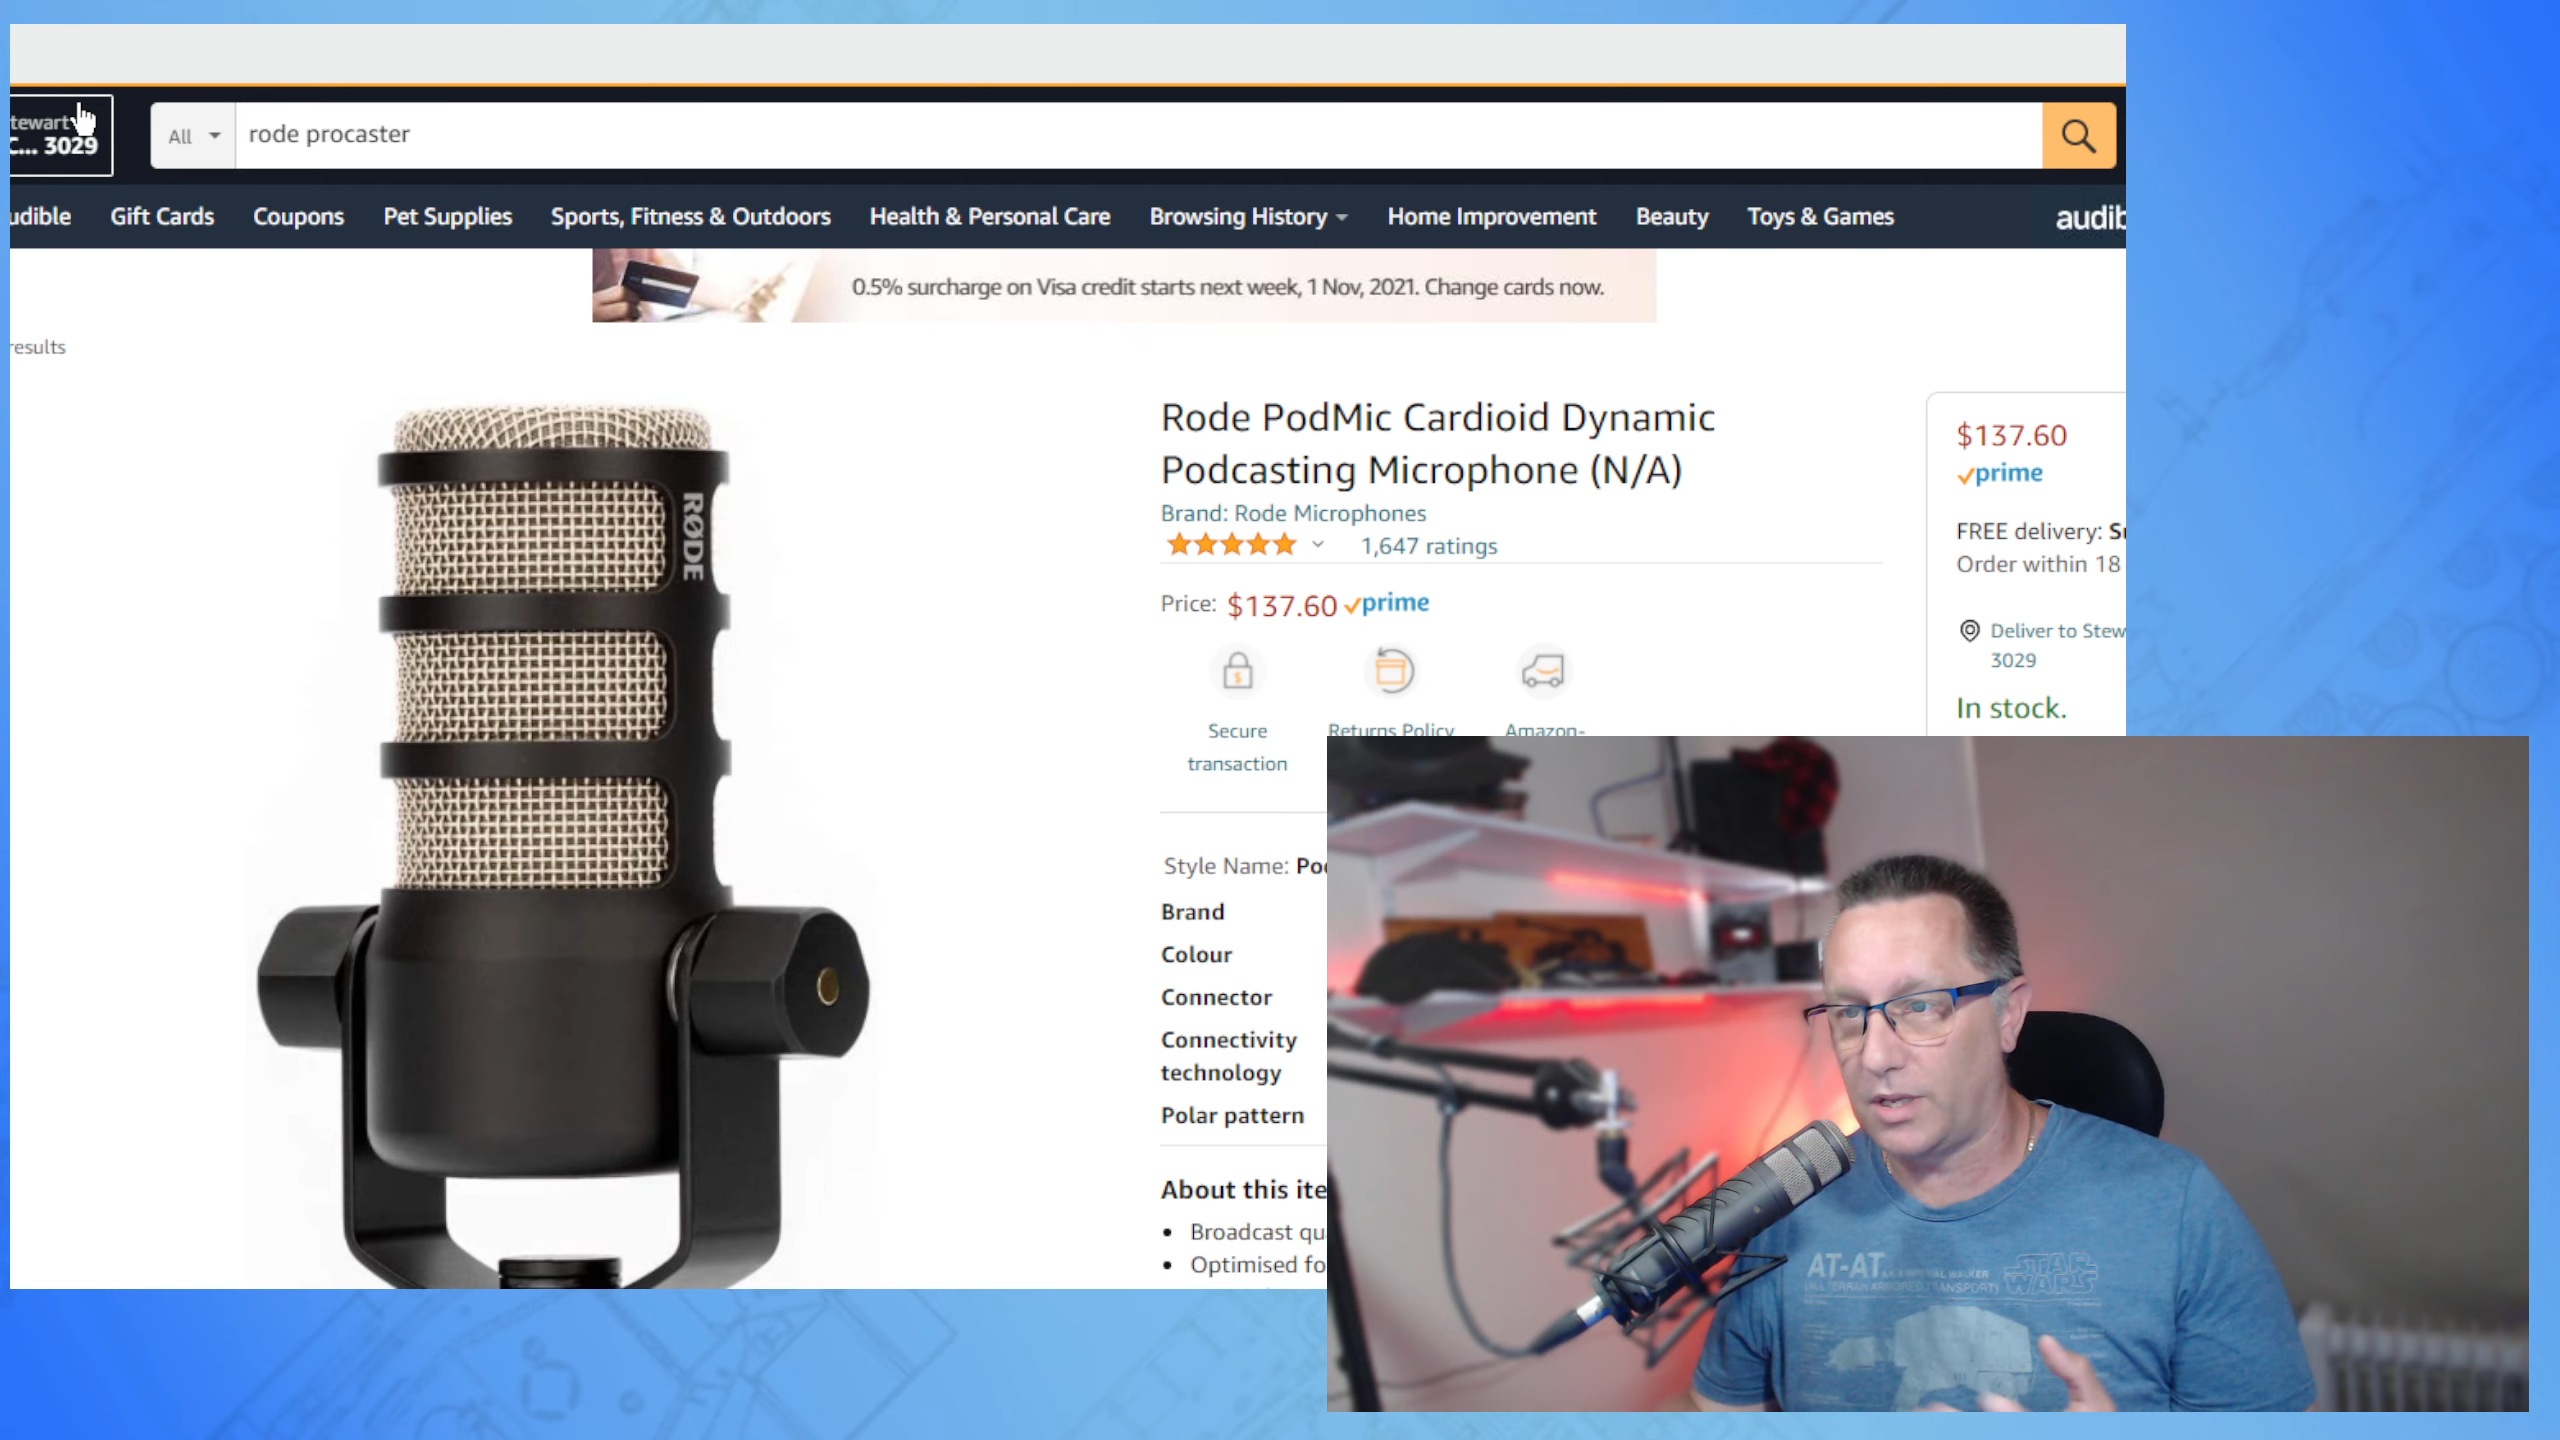 tewart
C... 3029
All
rode procaster
udible
Gift Cards
Coupons
Pet Supplies
Sports, Fitness & Outdoors
Health & Personal Care
Browsing History
Home Improvement
Beauty
Toys & Games
audib
0.5% surcharge on Visa credit starts next week, 1 Nov, 2021. Change cards now.
results
RØDE
Rode PodMic Cardioid Dynamic
Podcasting Microphone (N/A)
Brand: Rode Microphones
1,647 ratings
Price: $137.60 prime
Secure
transaction
Returns Policy
Amazon-
$137.60
prime
FREE delivery: S
Order within 18
Deliver to Stew
3029
In stock.
Style Name: Po
Brand
Colour
Connector
Connectivity
technology
Polar pattern
About this ite
• Broadcast qu
• Optimised fo
AT-AT
STAR
WARS